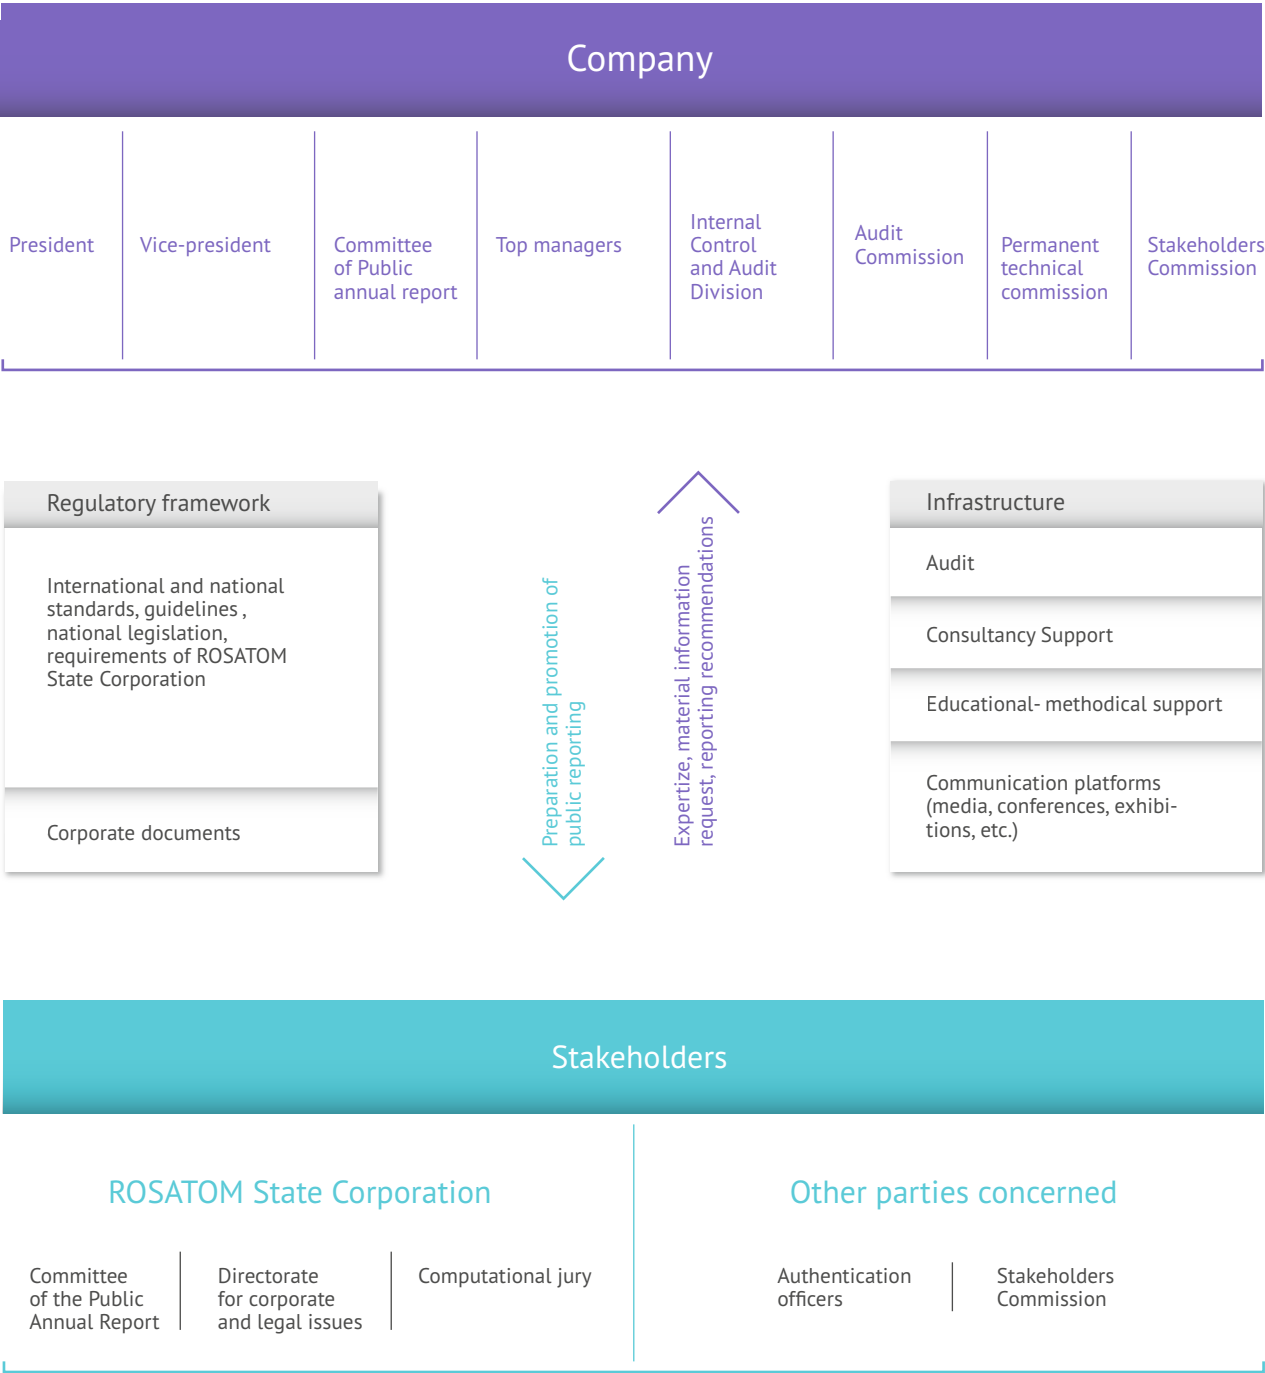 Company
President
Vice-president
Committee
of Public
annual report
Top managers
Internal
Control
and Audit
Division
Audit
Commission
Permanent
technical
commission
Stakeholders
Commission
Regulatory framework
International and national
standards, guidelines ,
national legislation,
requirements of ROSATOM
State Corporation
Corporate documents
Preparation and promotion of
public reporting
Expertize, material information
request, reporting recommendations
Infrastructure
Audit
Consultancy Support
Educational- methodical support
Communication platforms
(media, conferences, exhibi-
tions, etc.)
Stakeholders
ROSATOM State Corporation
Committee
of the Public
Annual Report
Directorate
for corporate
and legal issues
Computational jury
Other parties concerned
Authentication
officers
Stakeholders
Commission